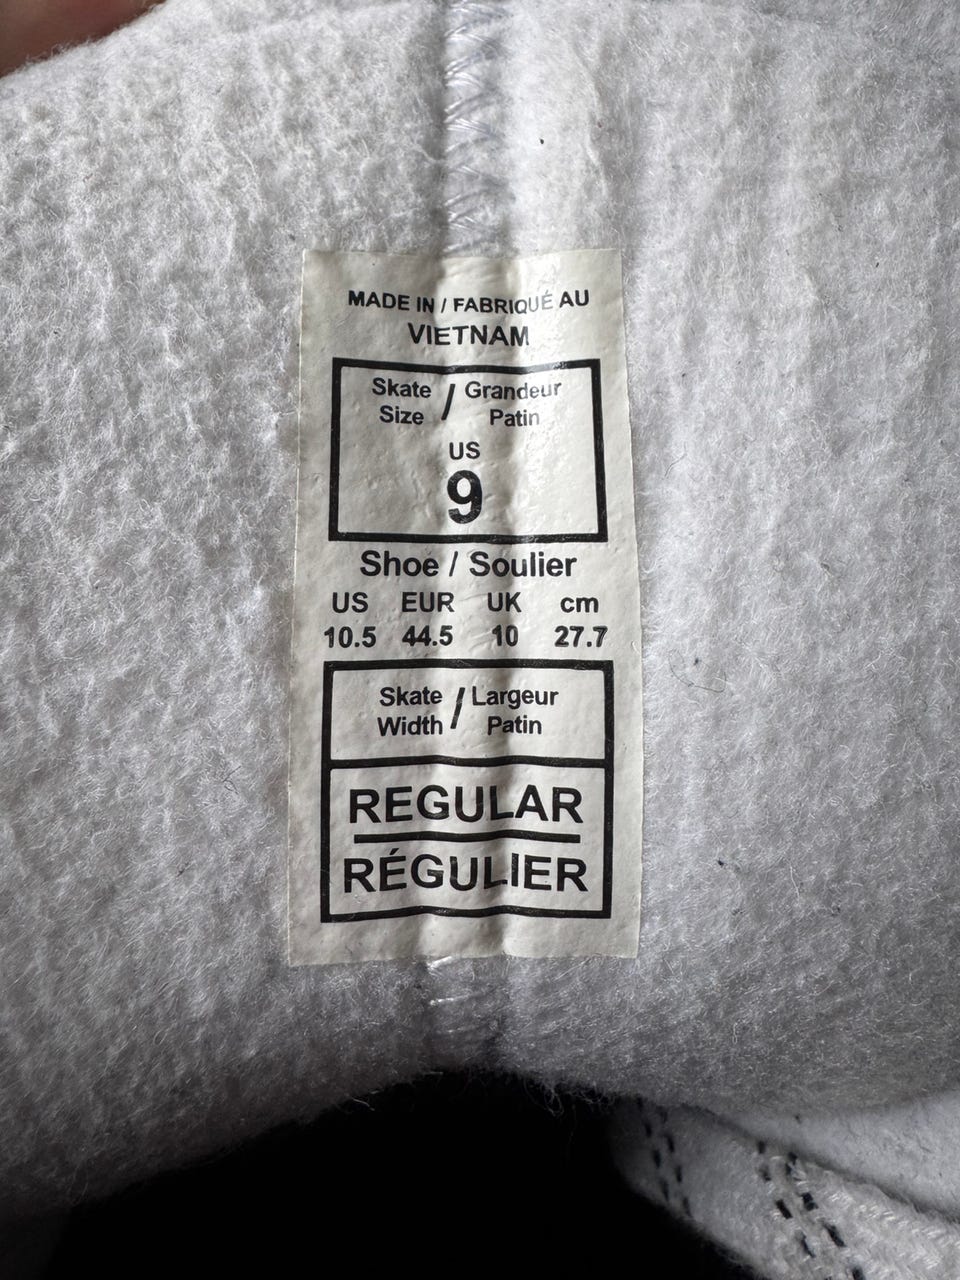 MADE IN / FABRIQUÉ AU
VIETNAM
Skate / Grandeur
Size Patin
US
9
Shoe / Soulier
US EUR UK cm
10.5 44.5 10 27.7
Skate / Largeur
Width Patin
REGULAR
RÉGULIER